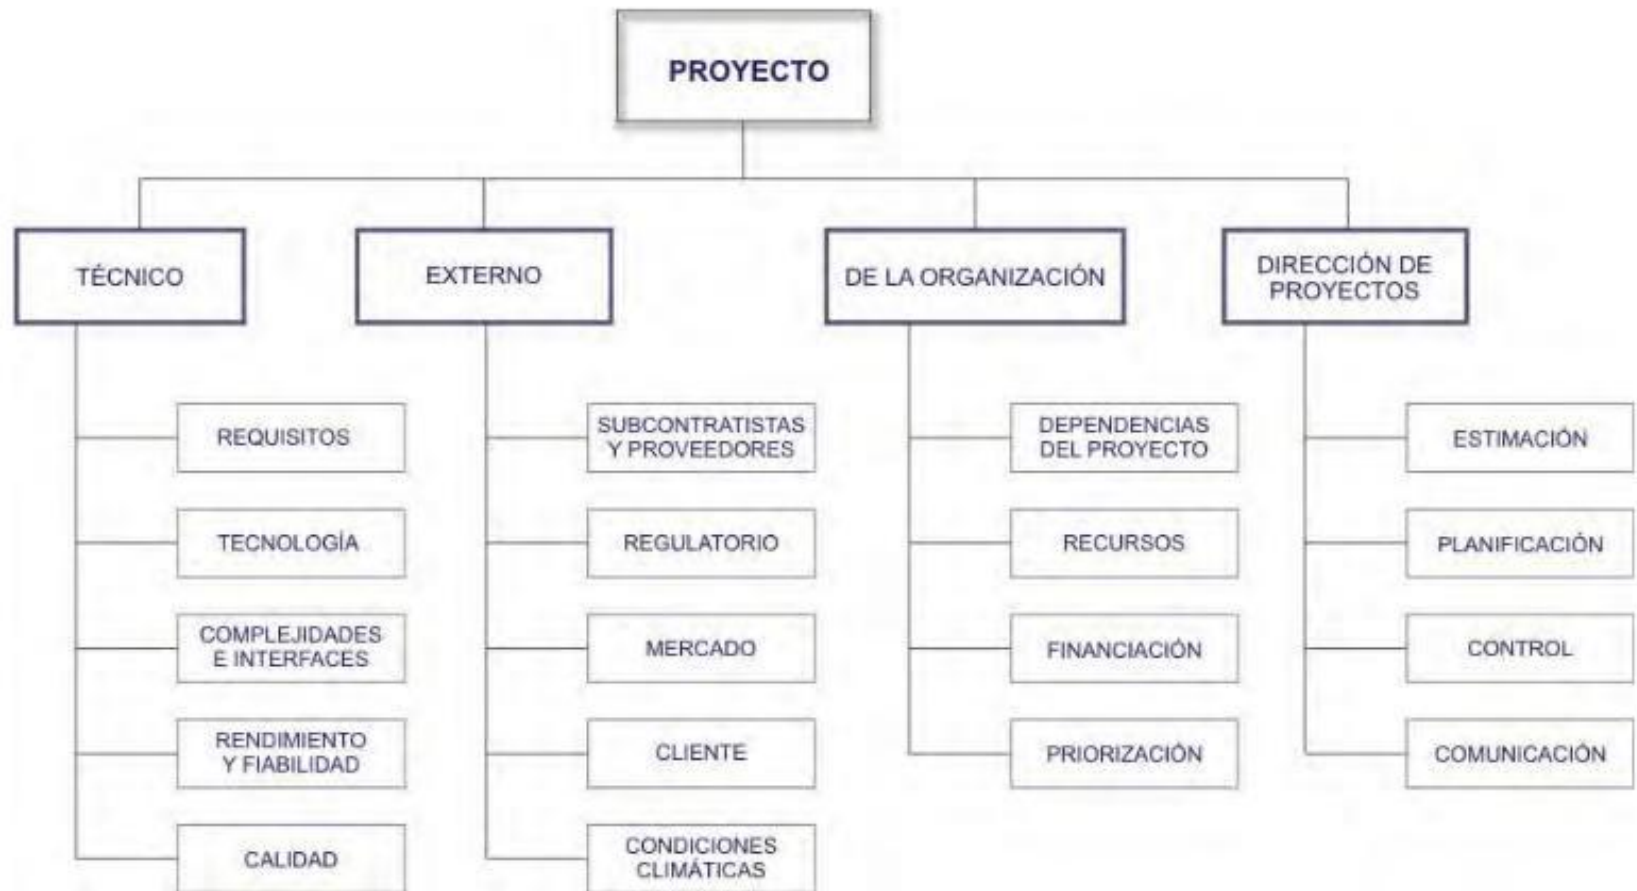 PROYECTO
TÉCNICO
EXTERNO
DE LA ORGANIZACIÓN
DIRECCIÓN DE
PROYECTOS
REQUISITOS
TECNOLOGÍA
COMPLEJIDADES
E INTERFACES
RENDIMIENTO
Y FIABILIDAD
CALIDAD
SUBCONTRATISTAS
Y PROVEEDORES
REGULATORIO
MERCADO
CLIENTE
CONDICIONES
CLIMÁTICAS
DEPENDENCIAS
DEL PROYECTO
RECURSOS
FINANCIACIÓN
PRIORIZACIÓN
ESTIMACIÓN
PLANIFICACIÓN
CONTROL
COMUNICACIÓN